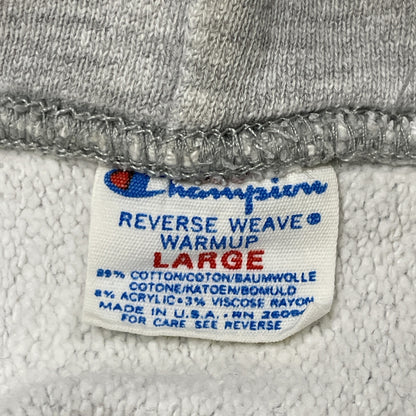 Champion
REVERSE WEAVE®
WARMUP
LARGE
89% COTTON/COTON/BAUMWOLLE
COTONE/KATOEN/BOMULD
8% ACRYLIC•3% VISCOSE RAYON
MADE IN U.S.A.-RN 26094
FOR CARE SEE REVERSE